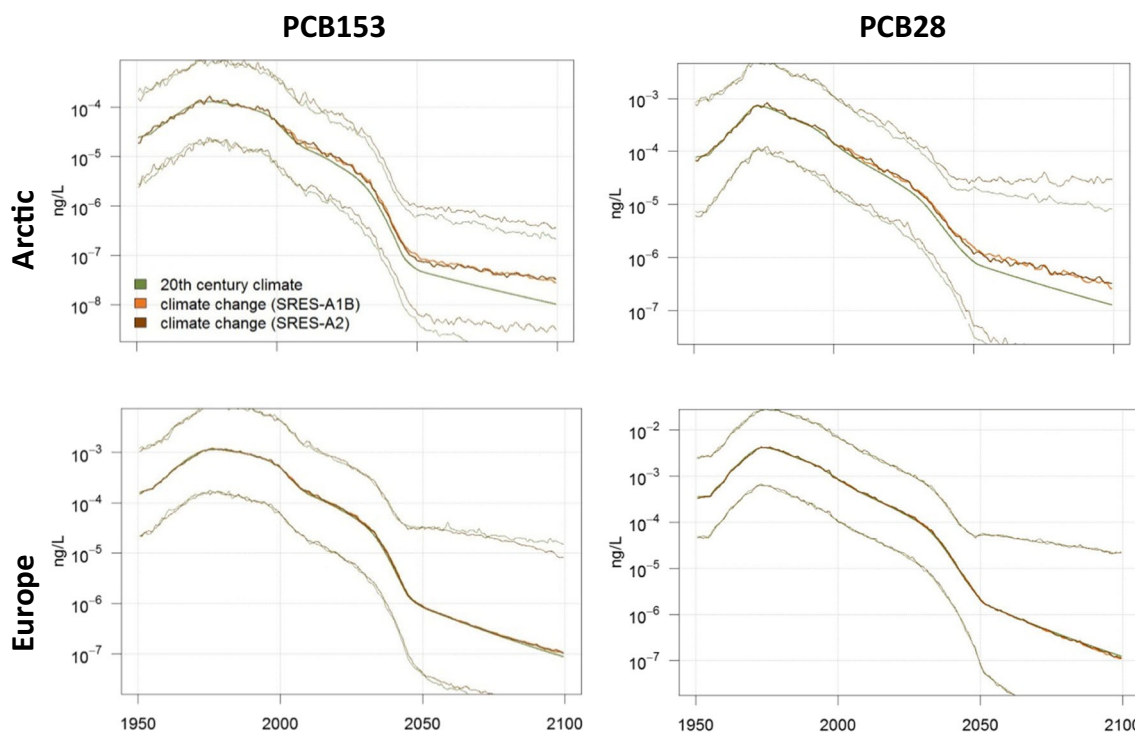 PCB153
PCB28
Arctic
ng/L
10⁻⁴
10⁻⁵
10⁻⁶
10⁻⁷
10⁻⁸
20th century climate
climate change (SRES-A1B)
climate change (SRES-A2)
ng/L
10⁻³
10⁻⁴
10⁻⁵
10⁻⁶
10⁻⁷
Europe
ng/L
10⁻³
10⁻⁴
10⁻⁵
10⁻⁶
10⁻⁷
1950 2000 2050 2100
ng/L
10⁻²
10⁻³
10⁻⁴
10⁻⁵
10⁻⁶
10⁻⁷
1950 2000 2050 2100